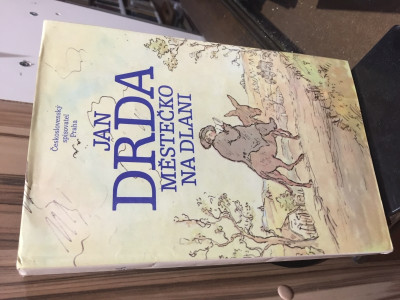 Československý
spisovatel
Praha
JAN
DRDA
MĚSTEČKO
NA DLANI